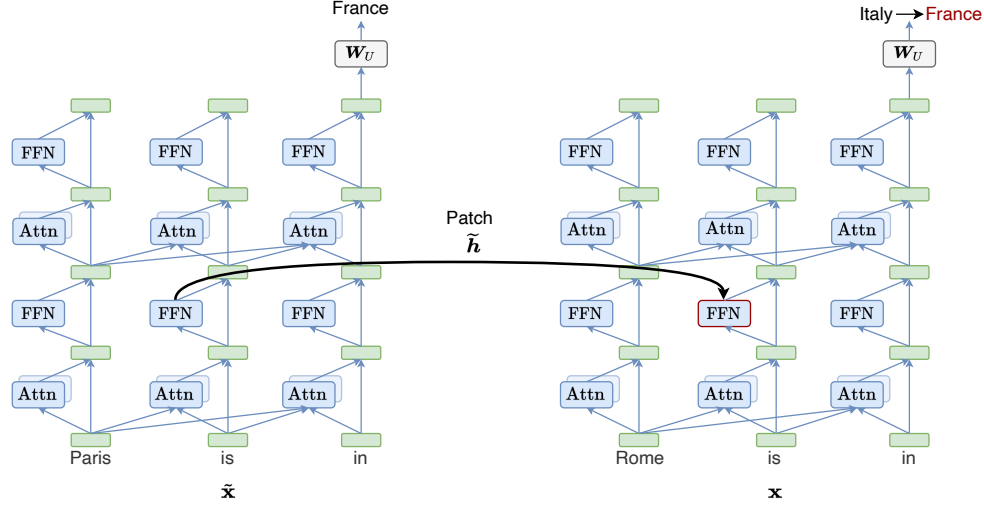 France
Italy → France
W_U
W_U
FFN FFN FFN FFN FFN FFN
Attn Attn Attn Attn Attn Attn
Patch
h̃
FFN FFN FFN FFN FFN FFN
Attn Attn Attn Attn Attn Attn
Paris is in Rome is in
x̃ x